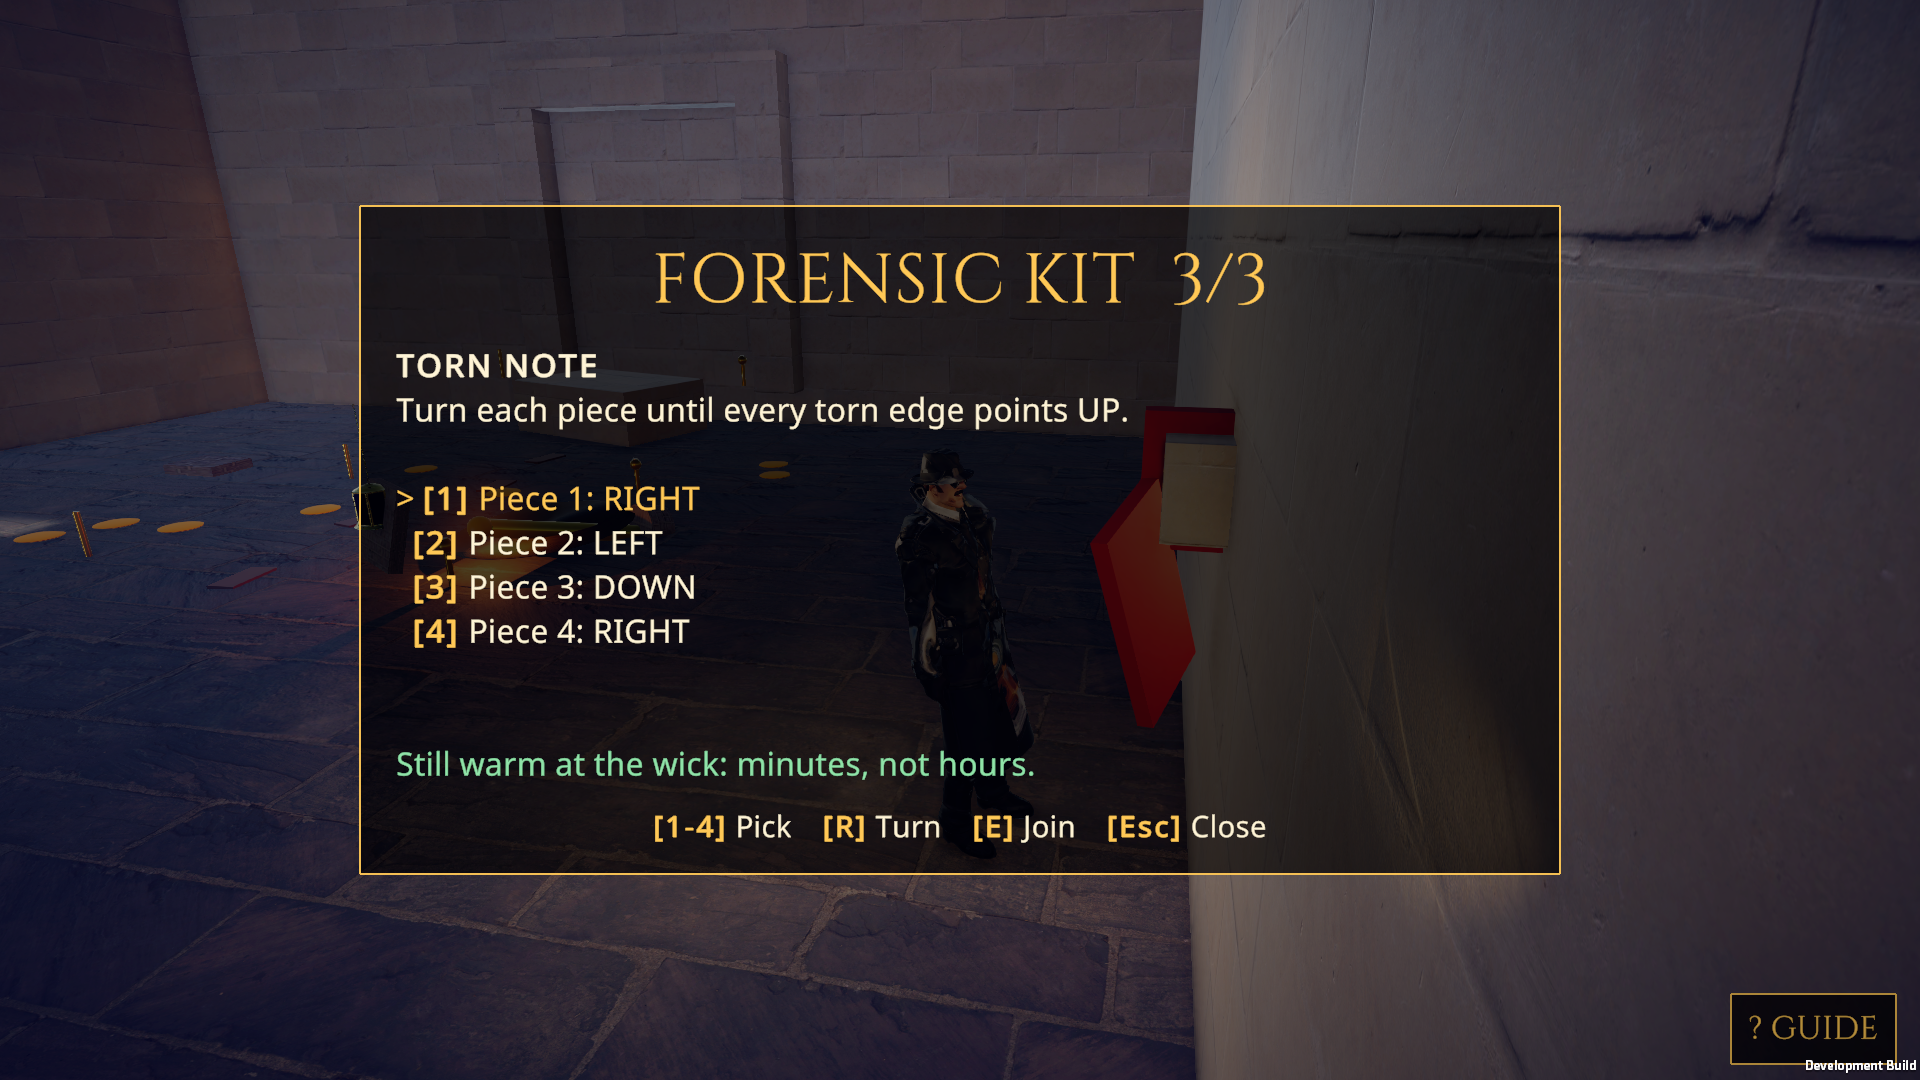 FORENSIC KIT 3/3
TORN NOTE
Turn each piece until every torn edge points UP.
> [1] Piece 1: RIGHT
[2] Piece 2: LEFT
[3] Piece 3: DOWN
[4] Piece 4: RIGHT
Still warm at the wick: minutes, not hours.
[1-4] Pick [R] Turn [E] Join [Esc] Close
? GUIDE
Development Build